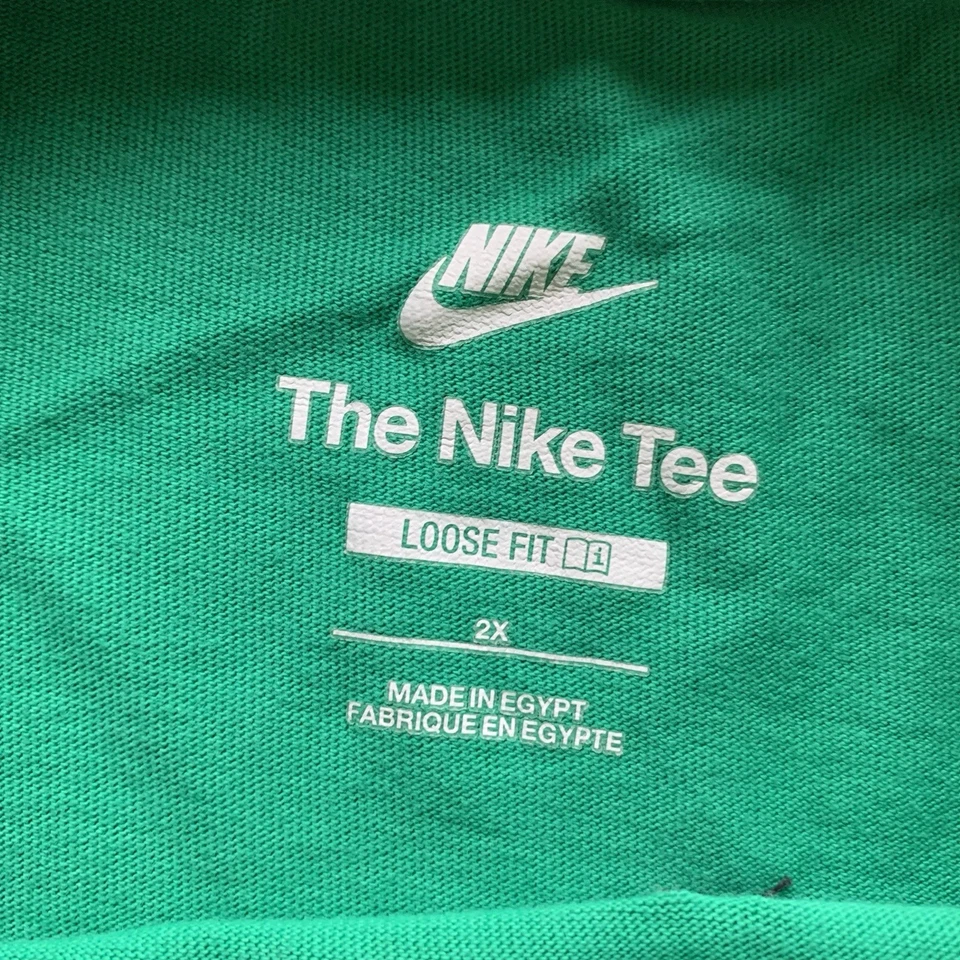 NIKE
The Nike Tee
LOOSE FIT i
2X
MADE IN EGYPT
FABRIQUE EN EGYPTE